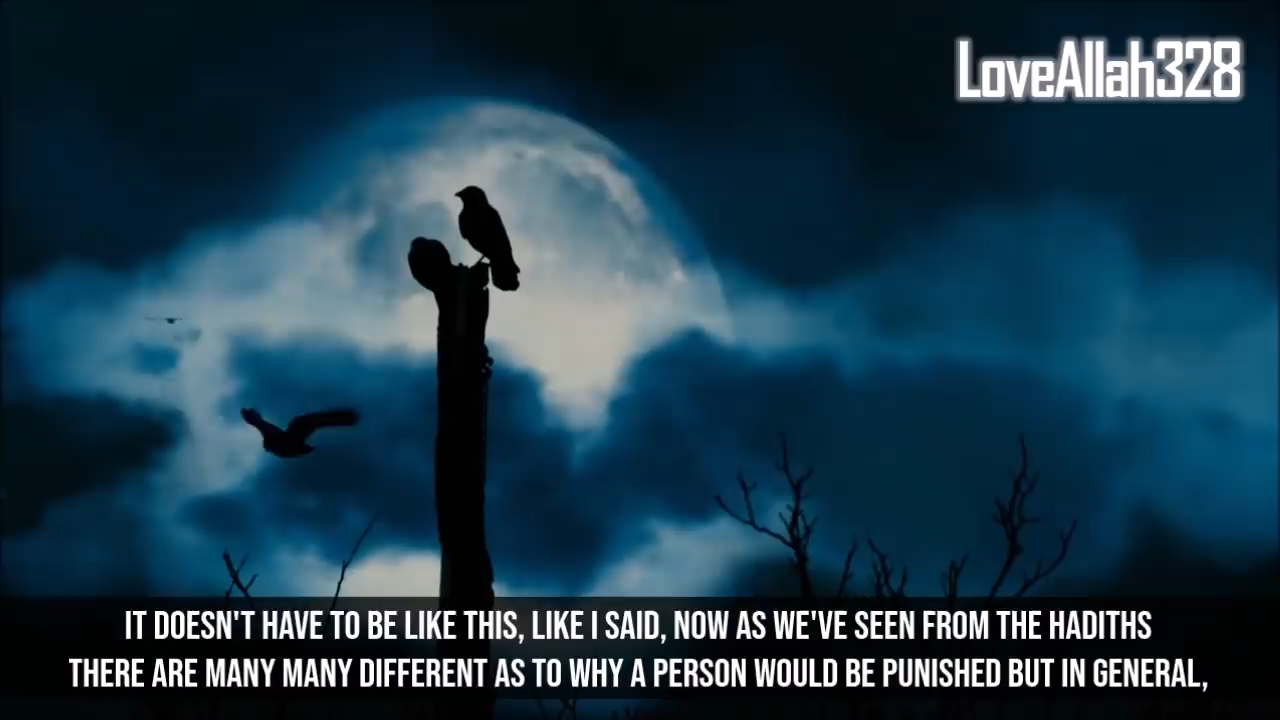 LoveAllah328
IT DOESN'T HAVE TO BE LIKE THIS, LIKE I SAID, NOW AS WE'VE SEEN FROM THE HADITHS
THERE ARE MANY MANY DIFFERENT AS TO WHY A PERSON WOULD BE PUNISHED BUT IN GENERAL,